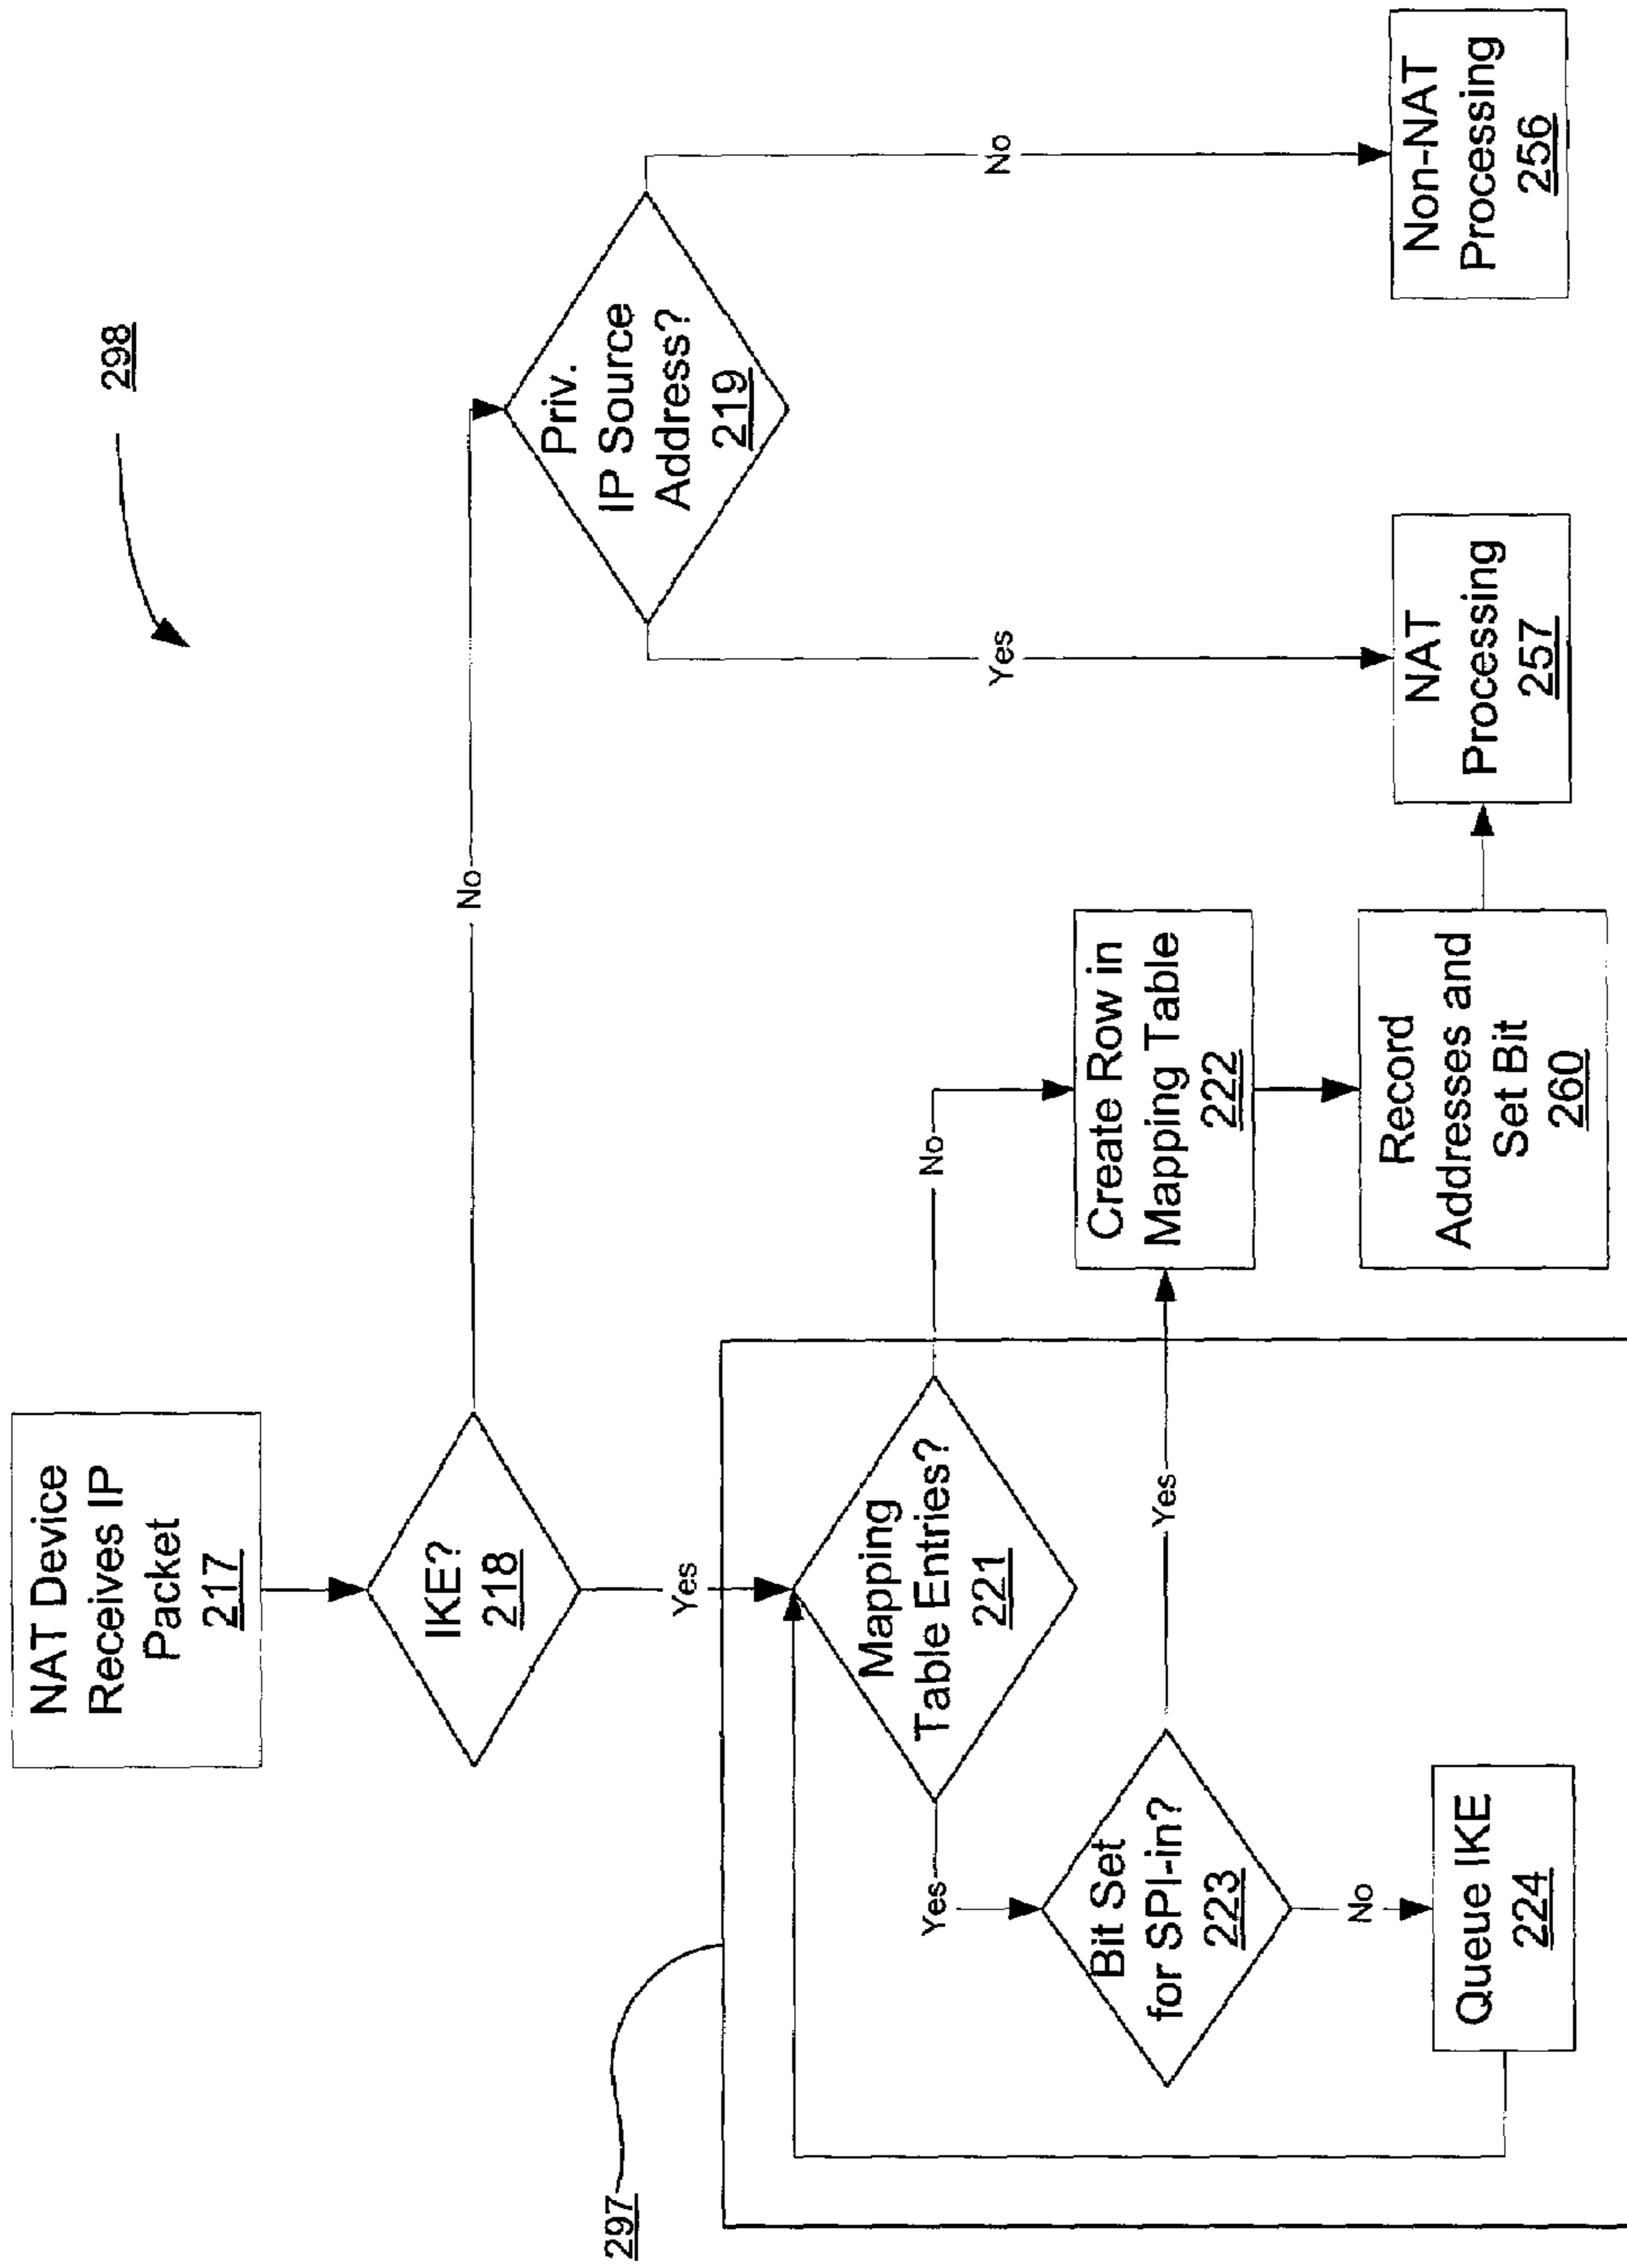 298
NAT Device
Receives IP
Packet
217
IKE?
218
No
Yes
Priv.
IP Source
Address?
219
297
Mapping
Table Entries?
221
No
Yes
Yes
No
Bit Set
for SPI-in?
223
Yes
Create Row in
Mapping Table
222
No
Queue IKE
224
Record
Addresses and
Set Bit
260
NAT
Processing
257
Non-NAT
Processing
256